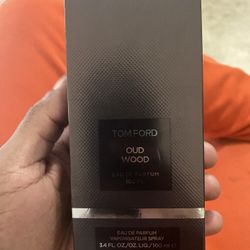 TOM FORD
OUD
WOOD
EAU DE PARFUM
EAU DE PARFUM
VAPORISATEUR SPRAY
3.4 FL.OZ./OZ. LIQ./100 ml